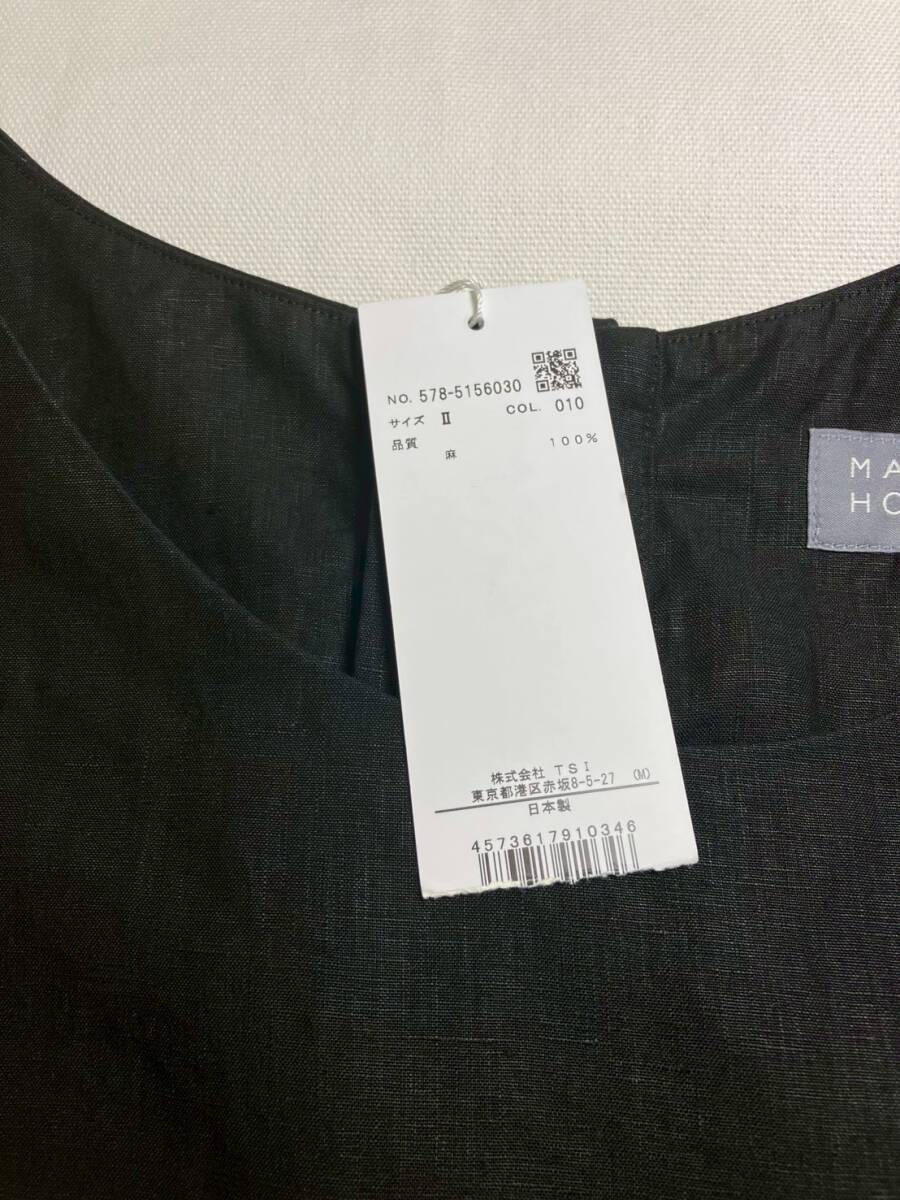 NO. 578-5156030
サイズ Ⅱ COL. 010
品質 麻 100%
株式会社 TSI
東京都港区赤坂8-5-27 (M)
日本製
4573617910346
MA
HO